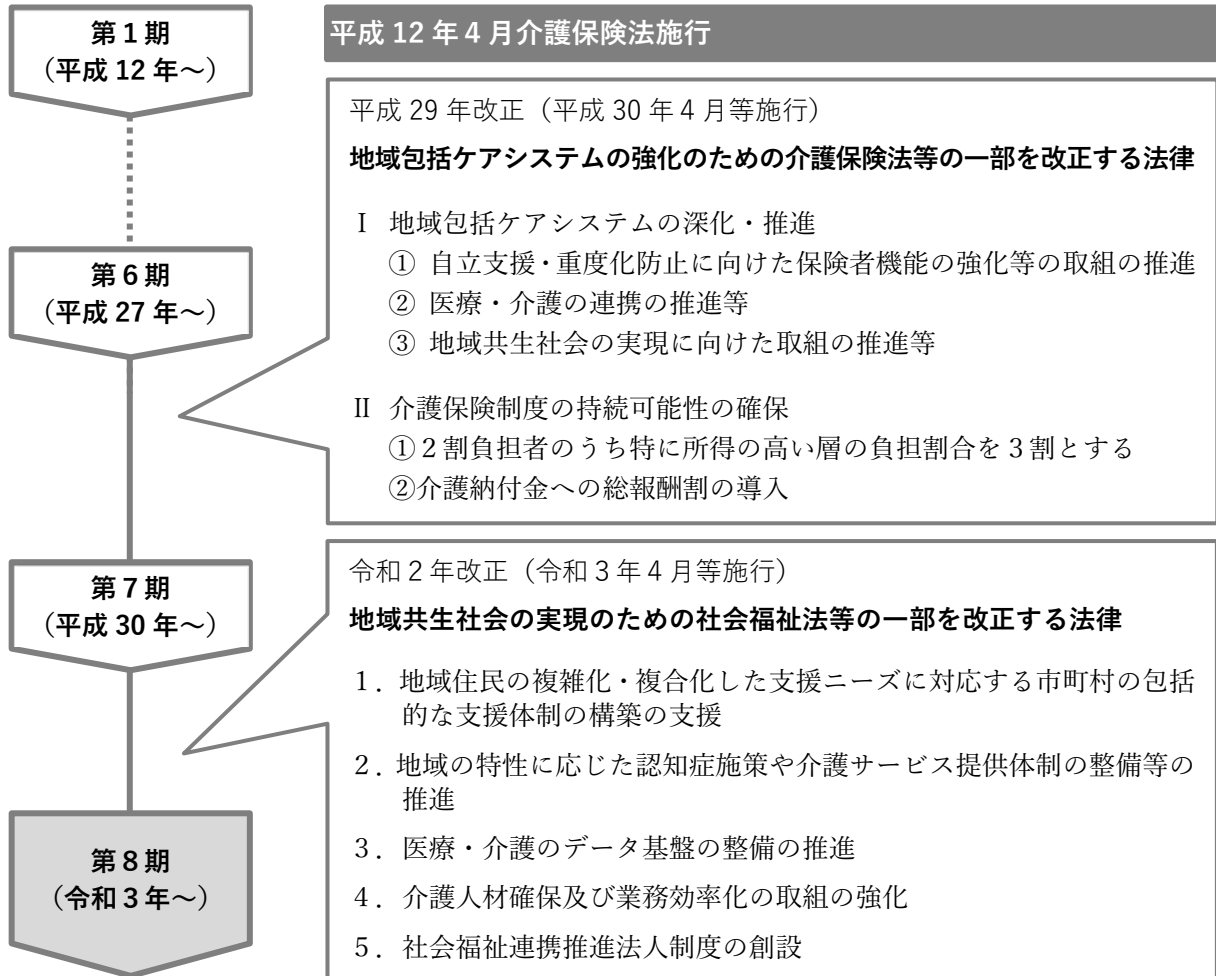 第1期
（平成 12 年～）
平成 12 年４月介護保険法施行
平成 29 年改正（平成 30 年４月等施行）
地域包括ケアシステムの強化のための介護保険法等の一部を改正する法律
Ⅰ 地域包括ケアシステムの深化・推進
① 自立支援・重度化防止に向けた保険者機能の強化等の取組の推進
② 医療・介護の連携の推進等
③ 地域共生社会の実現に向けた取組の推進等
第６期
（平成 27 年～）
Ⅱ 介護保険制度の持続可能性の確保
①２割負担者のうち特に所得の高い層の負担割合を３割とする
②介護納付金への総報酬割の導入
第７期
（平成 30 年～）
令和２年改正（令和３年４月等施行）
地域共生社会の実現のための社会福祉法等の一部を改正する法律
１．地域住民の複雑化・複合化した支援ニーズに対応する市町村の包括
的な支援体制の構築の支援
２．地域の特性に応じた認知症施策や介護サービス提供体制の整備等の
推進
３．医療・介護のデータ基盤の整備の推進
４．介護人材確保及び業務効率化の取組の強化
５．社会福祉連携推進法人制度の創設
第８期
（令和３年～）